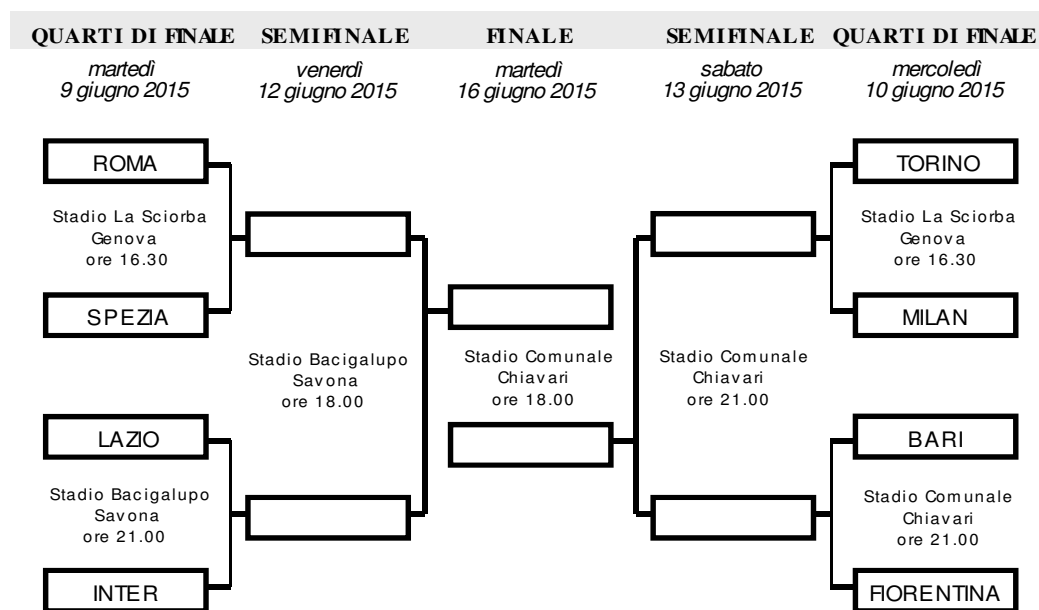 QUARTI DI FINALE SEMIFINALE FINALE SEMIFINALE QUARTI DI FINALE
martedì
9 giugno 2015
venerdì
12 giugno 2015
martedì
16 giugno 2015
sabato
13 giugno 2015
mercoledì
10 giugno 2015
ROMA
Stadio La Sciorba
Genova
ore 16.30
SPEZIA
LAZIO
Stadio Bacigalupo
Savona
ore 21.00
INTER
Stadio Bacigalupo
Savona
ore 18.00
Stadio Comunale
Chiavari
ore 18.00
Stadio Comunale
Chiavari
ore 21.00
TORINO
Stadio La Sciorba
Genova
ore 16.30
MILAN
BARI
Stadio Comunale
Chiavari
ore 21.00
FIORENTINA